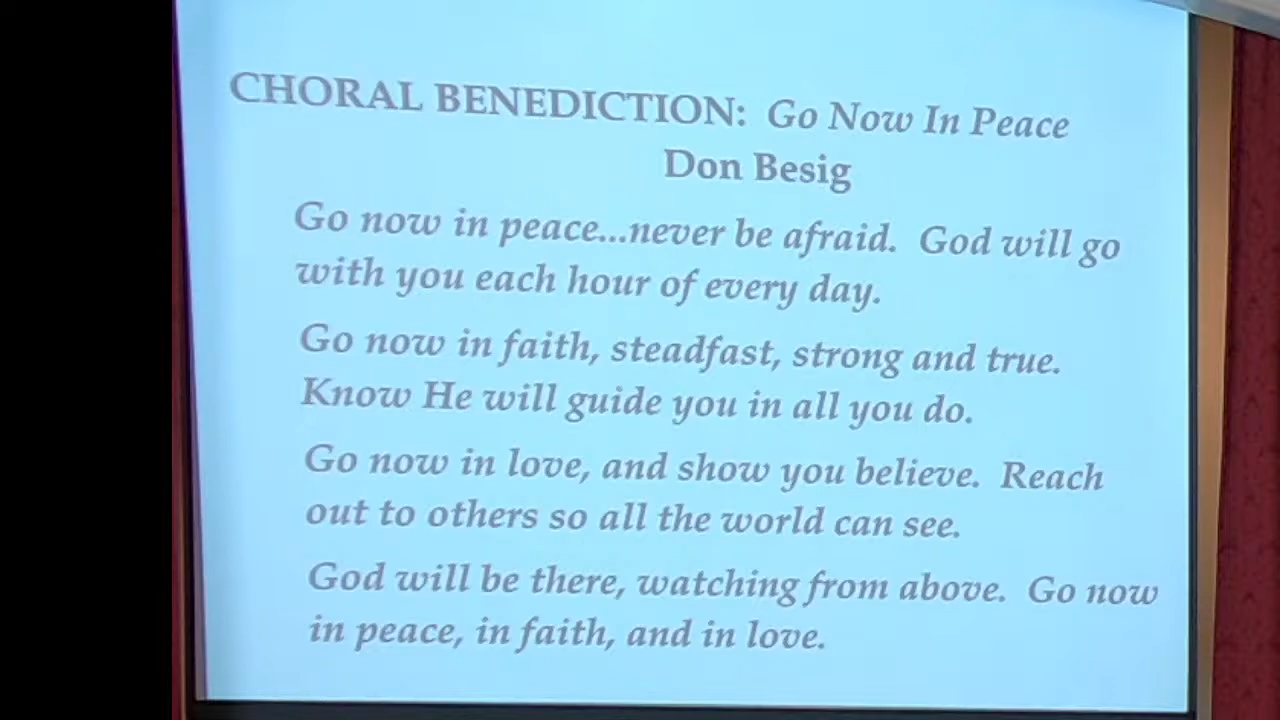 CHORAL BENEDICTION: Go Now In Peace
Don Besig
Go now in peace...never be afraid. God will go
with you each hour of every day.
Go now in faith, steadfast, strong and true.
Know He will guide you in all you do.
Go now in love, and show you believe. Reach
out to others so all the world can see.
God will be there, watching from above. Go now
in peace, in faith, and in love.